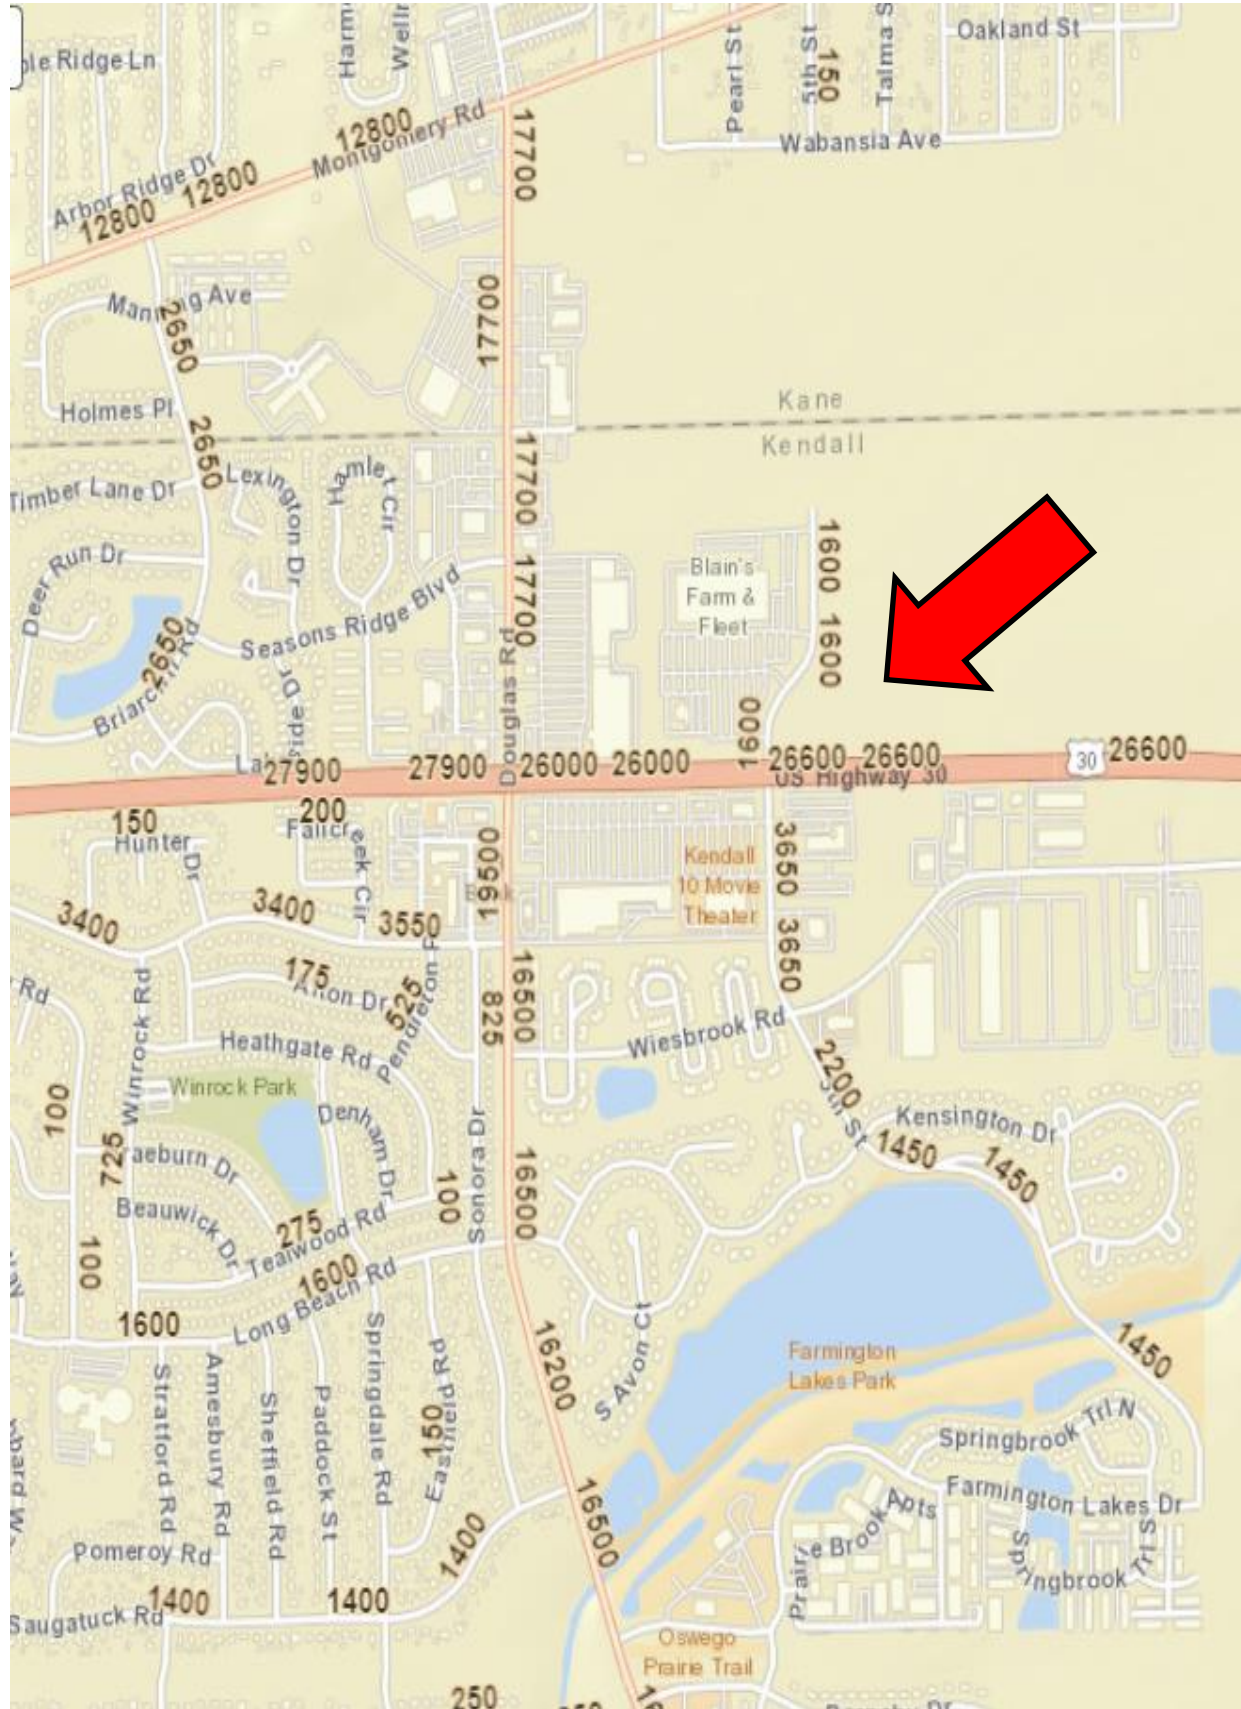 Harm
Wellr
Pearl St
5th St
150
Talma S
Oakland St
ole Ridge Ln
12800
Montgomery Rd
17700
Wabansia Ave
Arbor Ridge Dr
12800
12800
Manning Ave
2650
17700
Holmes Pl
Kane
Kendall
2650
17700
Timber Lane Dr
Lexington Dr
Hamlet Cir
Deer Run Dr
17700
Blain's
Farm &
Fleet
1600
1600
Seasons Ridge Blvd
2650
Briarcliff Rd
Douglas Rd
1600
27900
27900
26000
26000
26600
26600
30
26600
US Highway 30
150
200
Hunter Dr
Fallcreek Cir
19500
Kendall
10 Movie
Theater
3650
3400
3400
3550
3650
Rd
Winrock Rd
175
525
825
16500
Heathgate Rd
Wiesbrook Rd
Winrock Park
2200
5th St
100
Denham Dr
Sonora Dr
Kensington Dr
725
aeburn Dr
1450
1450
Beauwick Dr
275
Tealwood Rd
100
16500
100
1600
Long Beach Rd
1600
S Avon Ct
16200
Farmington
Lakes Park
1450
Stratford Rd
Amesbury Rd
Sheffield Rd
Paddock St
Springdale Rd
Eastfield Rd
150
Springbrook Trl N
16500
Farmington Lakes Dr
Prairie Brook Apts
Springbrook Trl S
Pomeroy Rd
1400
Saugatuck Rd
1400
1400
Oswego
Prairie Trail
250